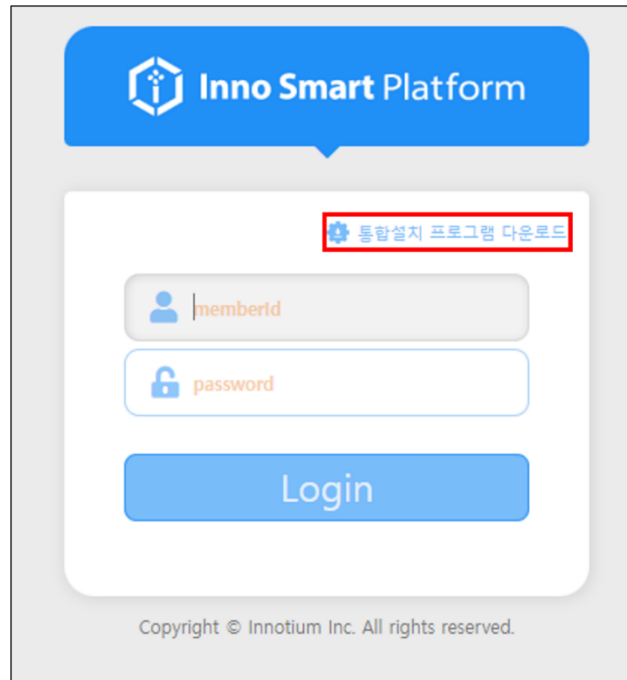 Inno Smart Platform
통합설치 프로그램 다운로드
memberId
password
Login
Copyright © Innotium Inc. All rights reserved.